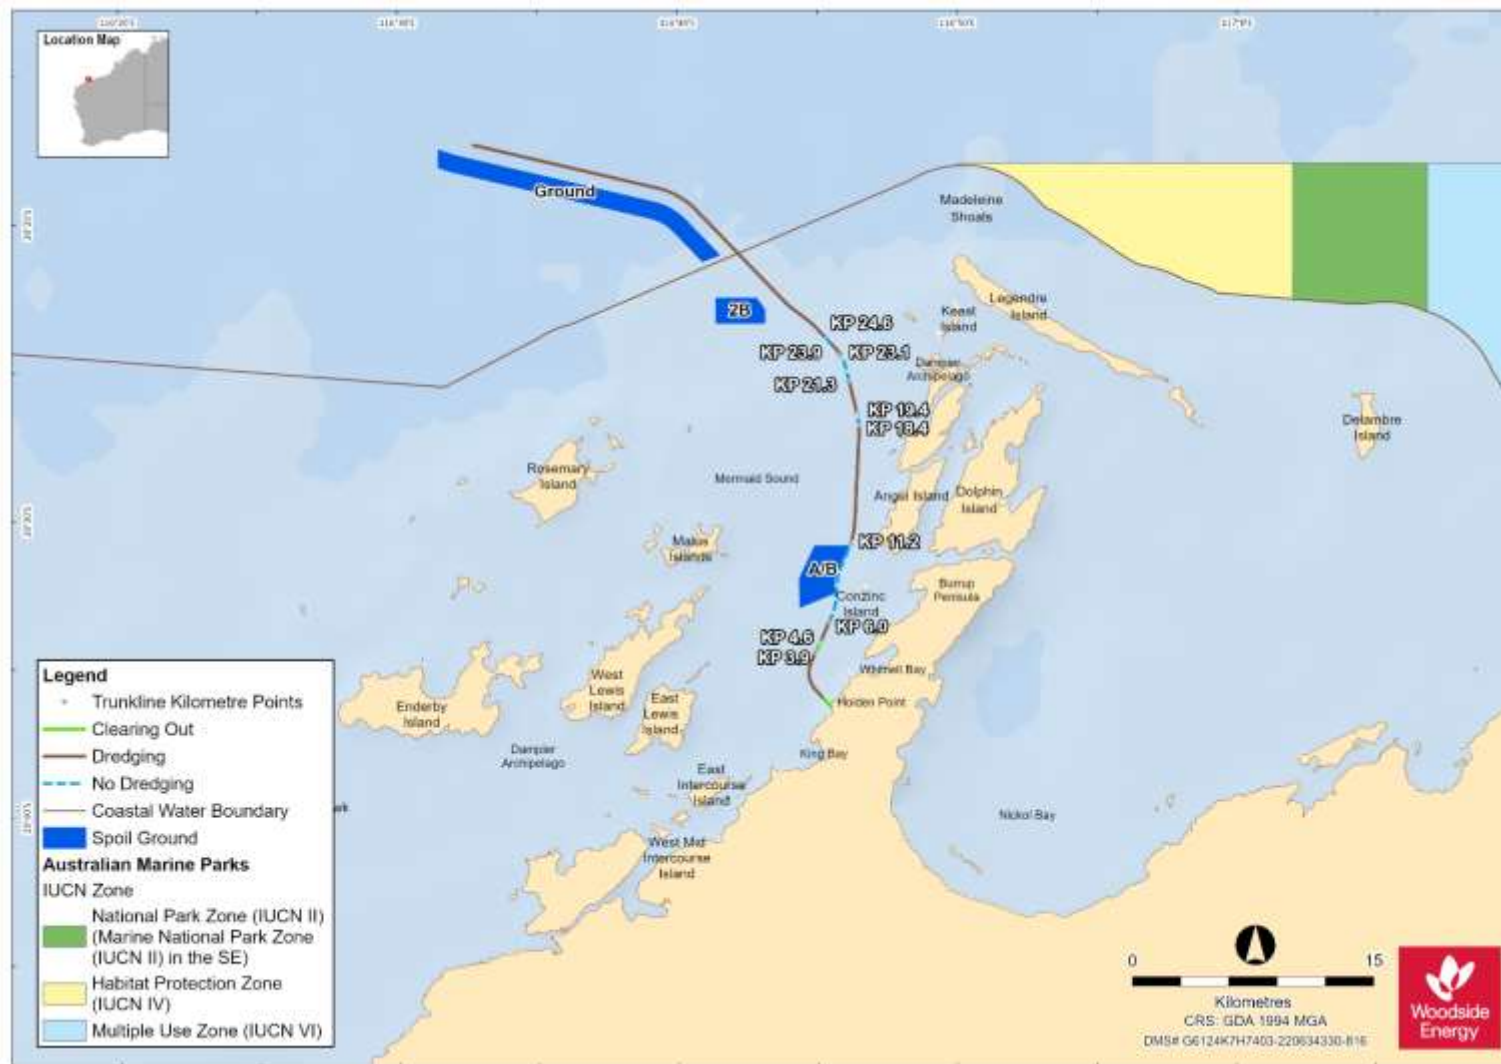 Location Map
Ground
Madeleine
Shoals
2B
KP 24.6
Legendre
Island
Keast
Island
KP 23.9
KP 23.1
Dampier
Archipelago
KP 21.3
KP 19.4
KP 18.4
Delambre
Island
Rosemary
Island
Mermaid Sound
Angel Island
Dolphin
Island
Malus
Islands
KP 11.2
A/B
Conzinc
Island
Burrup
Penisula
KP 6.0
KP 4.6
KP 3.9
Withnell Bay
Holden Point
West
Lewis
Island
East
Lewis
Island
Enderby
Island
Dampier
Archipelago
King Bay
East
Intercourse
Island
West Mid
Intercourse
Island
Nickol Bay
ark
Legend
Trunkline Kilometre Points
Clearing Out
Dredging
No Dredging
Coastal Water Boundary
Spoil Ground
Australian Marine Parks
IUCN Zone
National Park Zone (IUCN II)
(Marine National Park Zone
(IUCN II) in the SE)
Habitat Protection Zone
(IUCN IV)
Multiple Use Zone (IUCN VI)
0 15
Kilometres
CRS: GDA 1994 MGA
DMS# G6124K7H7403-220634330-816
Woodside
Energy